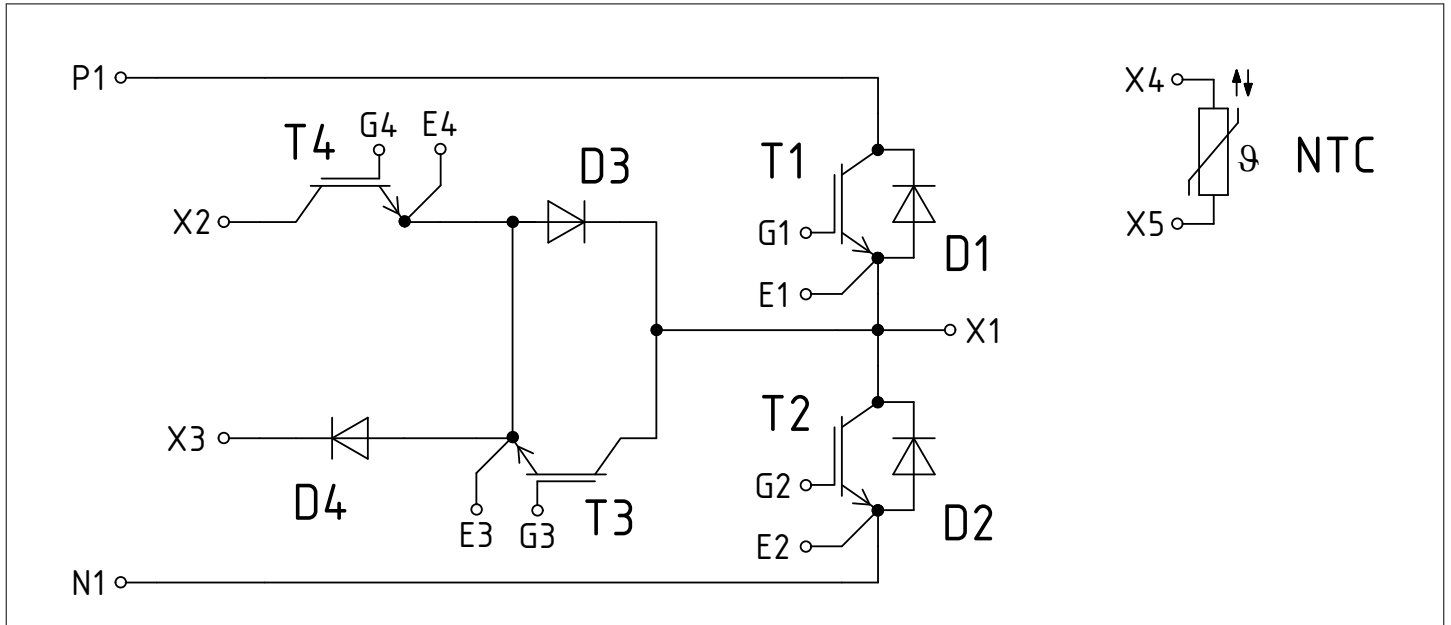 P1
X4
G4
E4
T4
D3
T1
ϑ
NTC
X2
G1
X5
D1
E1
X1
T2
X3
G2
D4
T3
D2
E3
G3
E2
N1